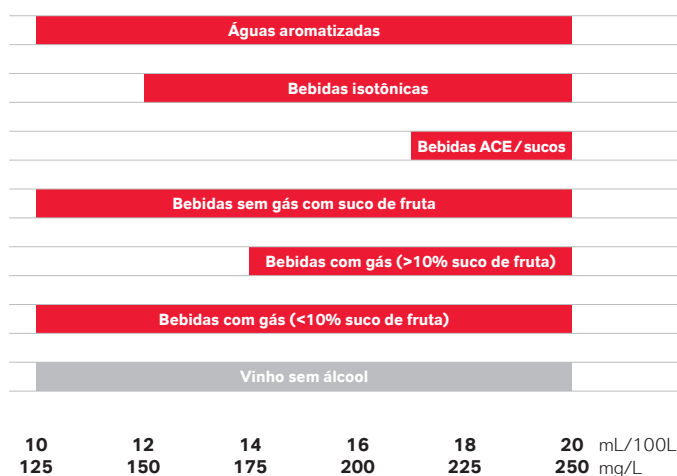 Águas aromatizadas
Bebidas isotônicas
Bebidas ACE/sucos
Bebidas sem gás com suco de fruta
Bebidas com gás (>10% suco de fruta)
Bebidas com gás (<10% suco de fruta)
Vinho sem álcool
10 12 14 16 18 20 mL/100L
125 150 175 200 225 250 mg/L